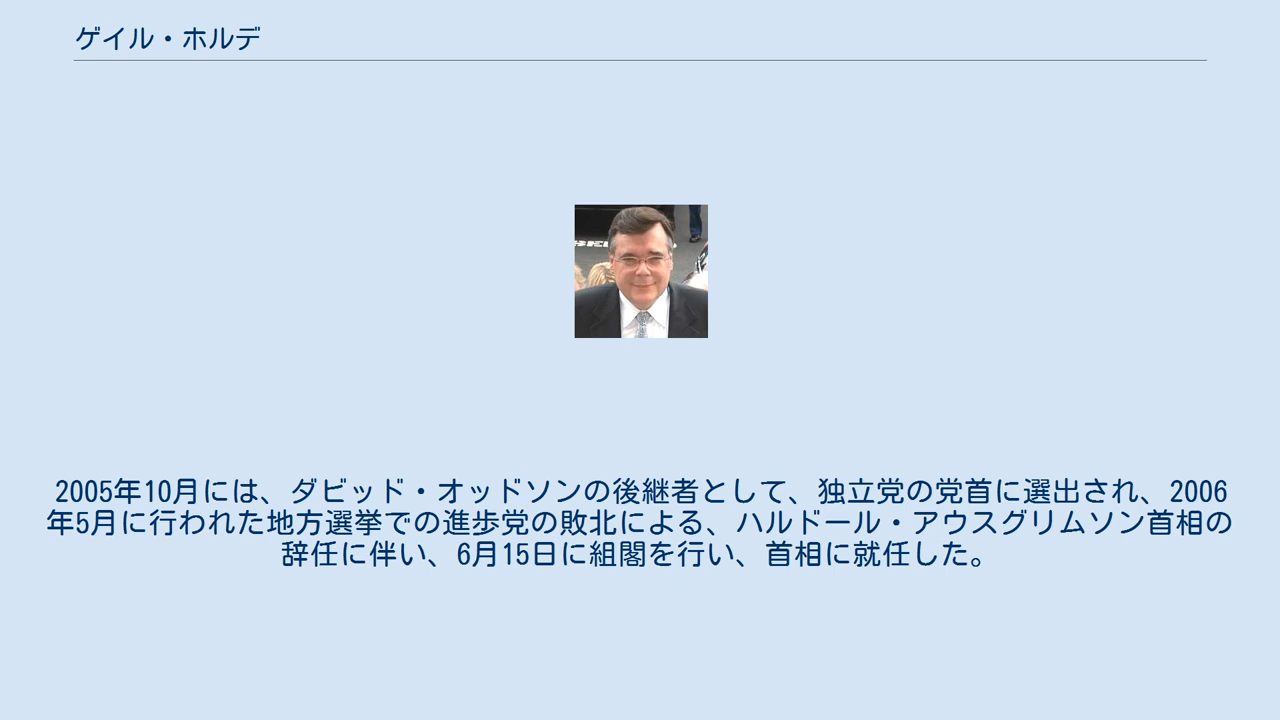 ゲイル・ホルデ
2005年10月には、ダビッド・オッドソンの後継者として、独立党の党首に選出され、2006
年5月に行われた地方選挙での進歩党の敗北による、ハルドール・アウスグリムソン首相の
辞任に伴い、6月15日に組閣を行い、首相に就任した。